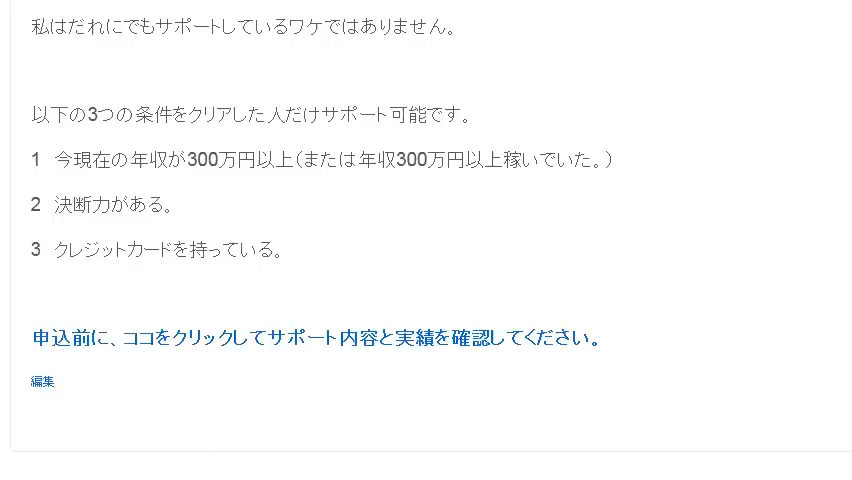 私はだれにでもサポートしているワケではありません。
以下の3つの条件をクリアした人だけサポート可能です。
1 今現在の年収が300万円以上（または年収300万円以上稼いでいた。）
2 決断力がある。
3 クレジットカードを持っている。
申込前に、ココをクリックしてサポート内容と実績を確認してください。
編集